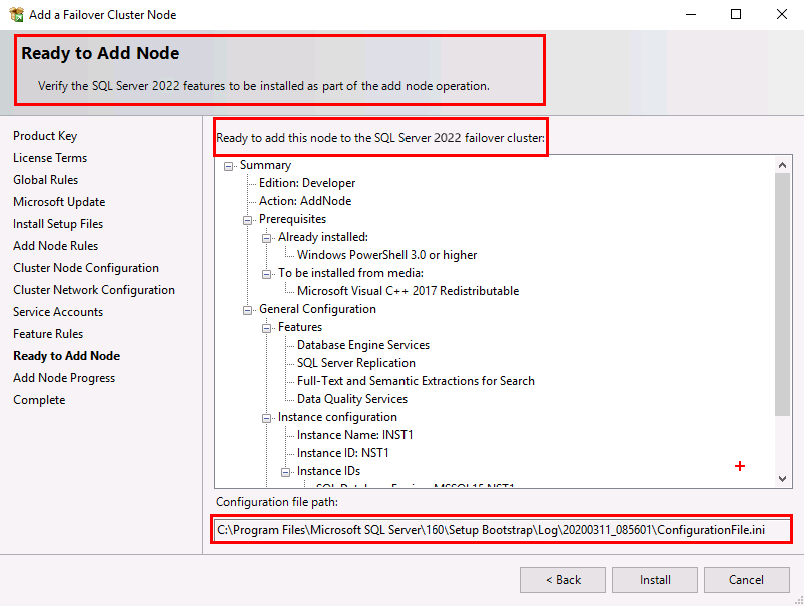 Add a Failover Cluster Node
Ready to Add Node
Verify the SQL Server 2022 features to be installed as part of the add node operation.
Product Key
License Terms
Global Rules
Microsoft Update
Install Setup Files
Add Node Rules
Cluster Node Configuration
Cluster Network Configuration
Service Accounts
Feature Rules
Ready to Add Node
Add Node Progress
Complete
Ready to add this node to the SQL Server 2022 failover cluster:
Summary
Edition: Developer
Action: AddNode
Prerequisites
Already installed:
Windows PowerShell 3.0 or higher
To be installed from media:
Microsoft Visual C++ 2017 Redistributable
General Configuration
Features
Database Engine Services
SQL Server Replication
Full-Text and Semantic Extractions for Search
Data Quality Services
Instance configuration
Instance Name: INST1
Instance ID: NST1
Instance IDs
SQL Database Engine: MSSQL15.NST1
Configuration file path:
C:\Program Files\Microsoft SQL Server\160\Setup Bootstrap\Log\20200311_085601\ConfigurationFile.ini
< Back
Install
Cancel